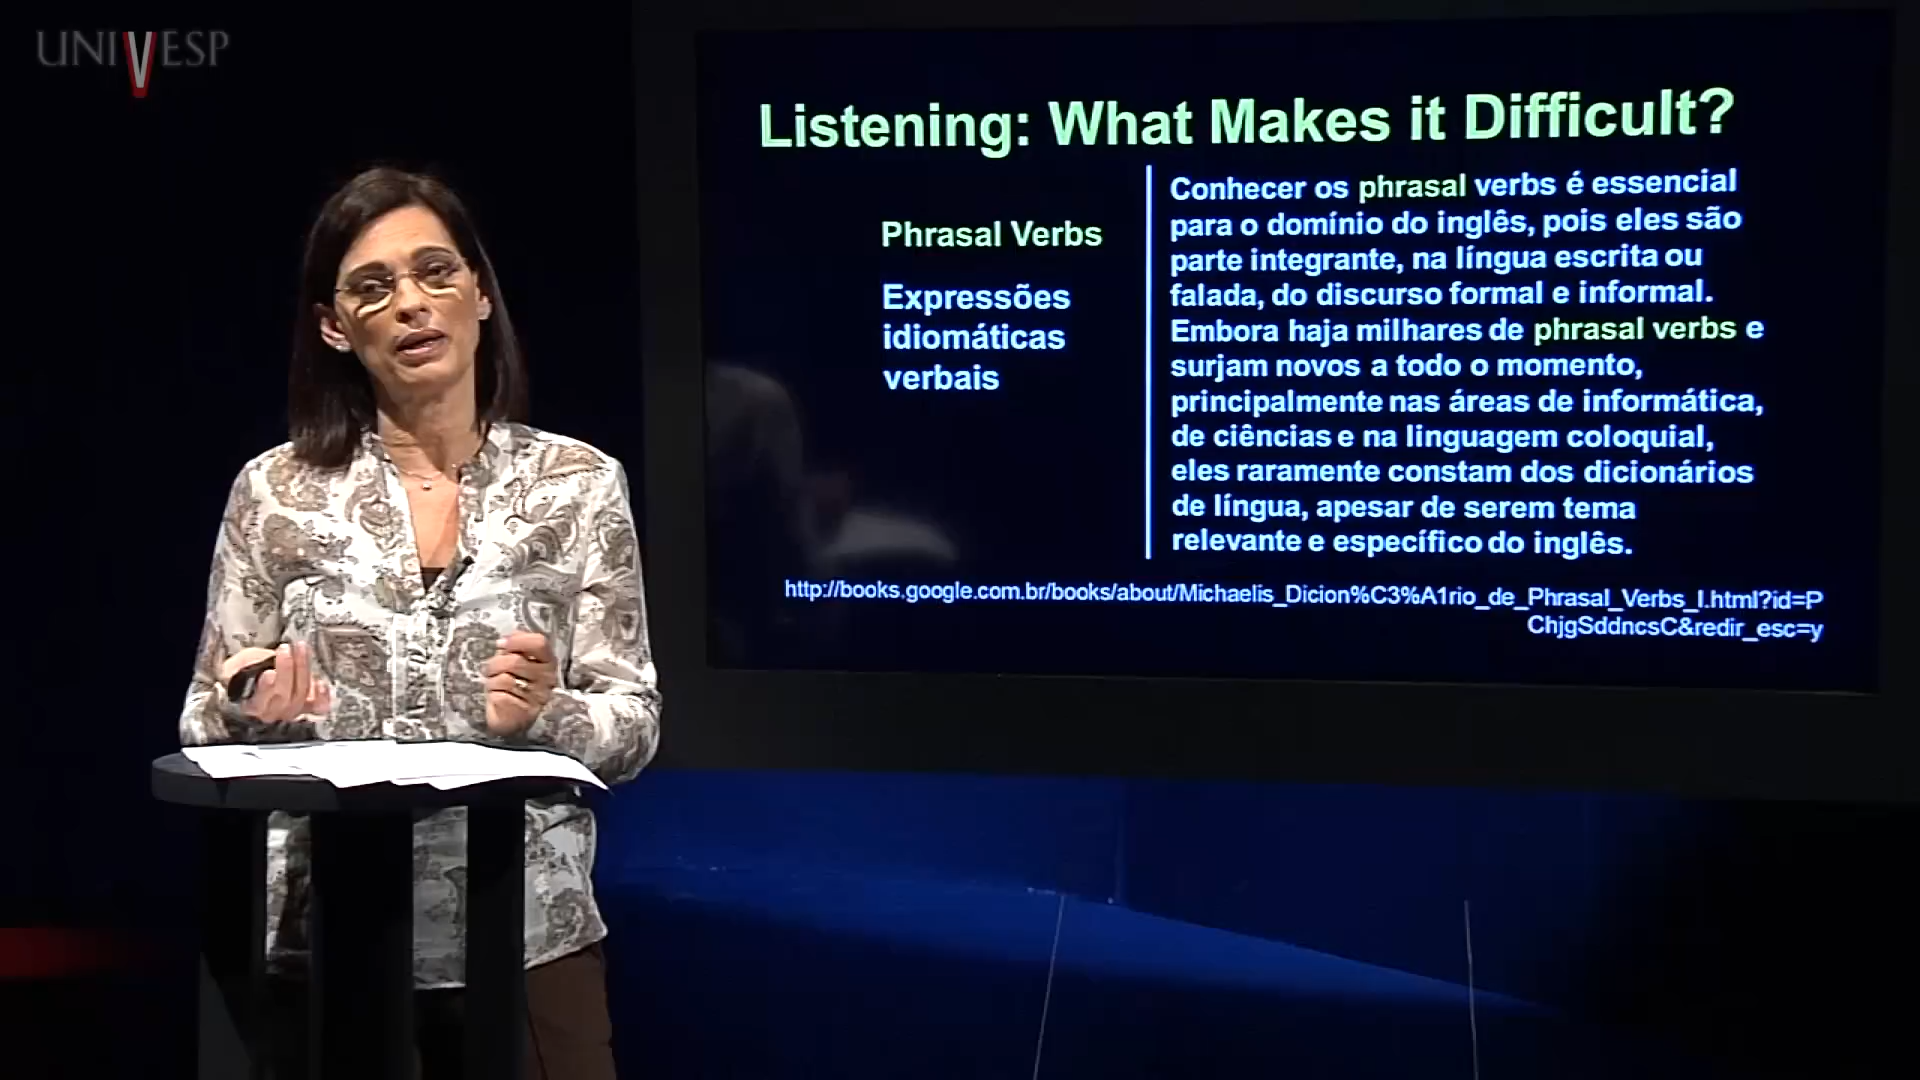 UNIVESP
Listening: What Makes it Difficult?
Phrasal Verbs
Expressões
idiomáticas
verbais
Conhecer os phrasal verbs é essencial
para o domínio do inglês, pois eles são
parte integrante, na língua escrita ou
falada, do discurso formal e informal.
Embora haja milhares de phrasal verbs e
surjam novos a todo o momento,
principalmente nas áreas de informática,
de ciências e na linguagem coloquial,
eles raramente constam dos dicionários
de língua, apesar de serem tema
relevante e específico do inglês.
http://books.google.com.br/books/about/Michaelis_Dicion%C3%A1rio_de_Phrasal_Verbs_I.html?id=P
ChjgSddncsC&redir_esc=y